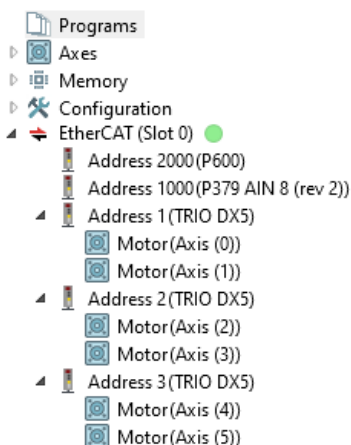 Programs
Axes
Memory
Configuration
EtherCAT (Slot 0)
Address 2000(P600)
Address 1000(P379 AIN 8 (rev 2))
Address 1(TRIO DX5)
Motor(Axis (0))
Motor(Axis (1))
Address 2(TRIO DX5)
Motor(Axis (2))
Motor(Axis (3))
Address 3(TRIO DX5)
Motor(Axis (4))
Motor(Axis (5))